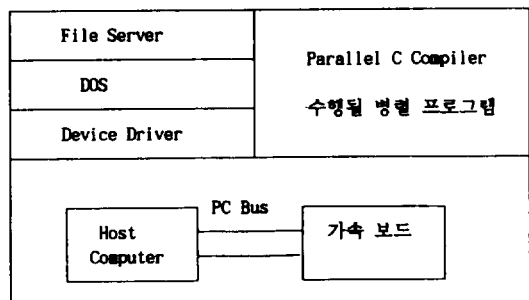 File Server
DOS
Device Driver
Parallel C Compiler
수행될 병렬 프로그램
PC Bus
Host
Computer
가속 보드